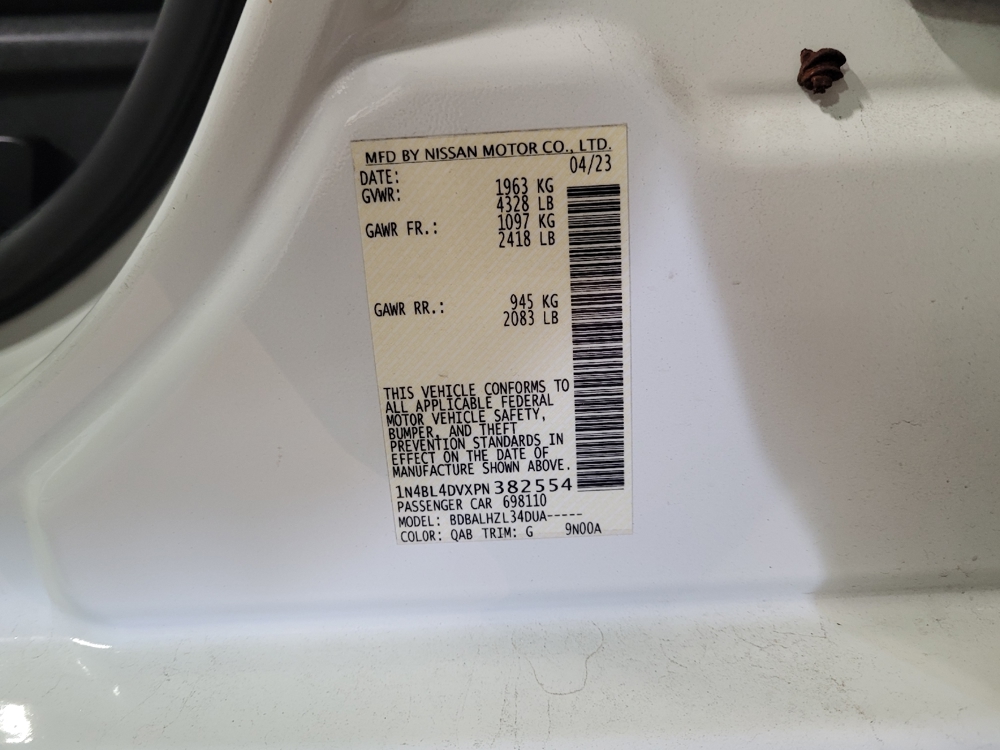 MFD BY NISSAN MOTOR CO., LTD.
DATE: 04/23
GVWR: 1963 KG
4328 LB
GAWR FR.: 1097 KG
2418 LB
GAWR RR.: 945 KG
2083 LB
THIS VEHICLE CONFORMS TO
ALL APPLICABLE FEDERAL
MOTOR VEHICLE SAFETY,
BUMPER, AND THEFT
PREVENTION STANDARDS IN
EFFECT ON THE DATE OF
MANUFACTURE SHOWN ABOVE.
1N4BL4DVXPN382554
PASSENGER CAR 698110
MODEL: BDBALHZL34DUA-----
COLOR: QAB TRIM: G 9N00A